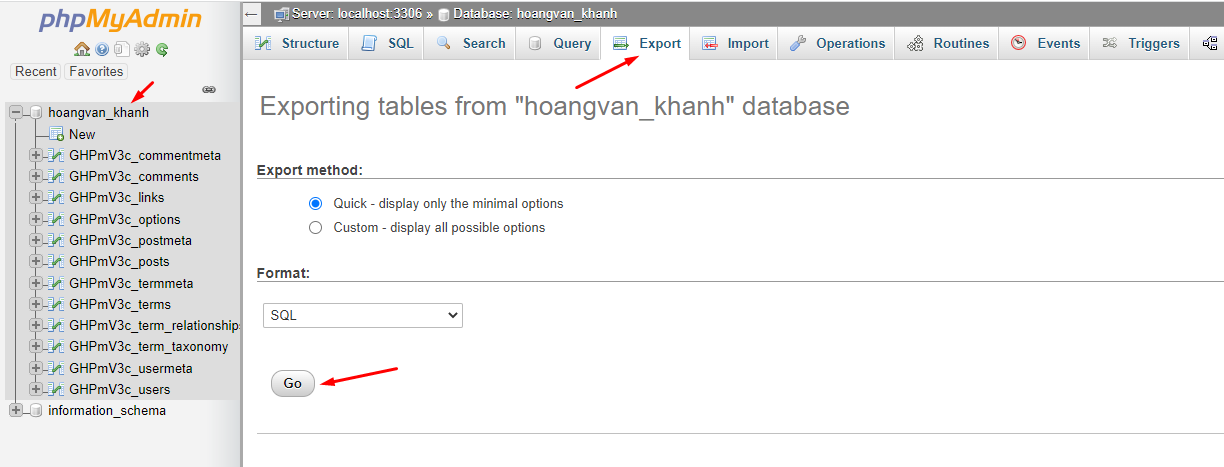 phpMyAdmin
Recent Favorites
hoangvan_khanh
New
GHPmV3c_commentmeta
GHPmV3c_comments
GHPmV3c_links
GHPmV3c_options
GHPmV3c_postmeta
GHPmV3c_posts
GHPmV3c_termmeta
GHPmV3c_terms
GHPmV3c_term_relationships
GHPmV3c_term_taxonomy
GHPmV3c_usermeta
GHPmV3c_users
information_schema
Server: localhost:3306 » Database: hoangvan_khanh
Structure SQL Search Query Export Import Operations Routines Events Triggers
Exporting tables from "hoangvan_khanh" database
Export method:
Quick - display only the minimal options
Custom - display all possible options
Format:
SQL
Go